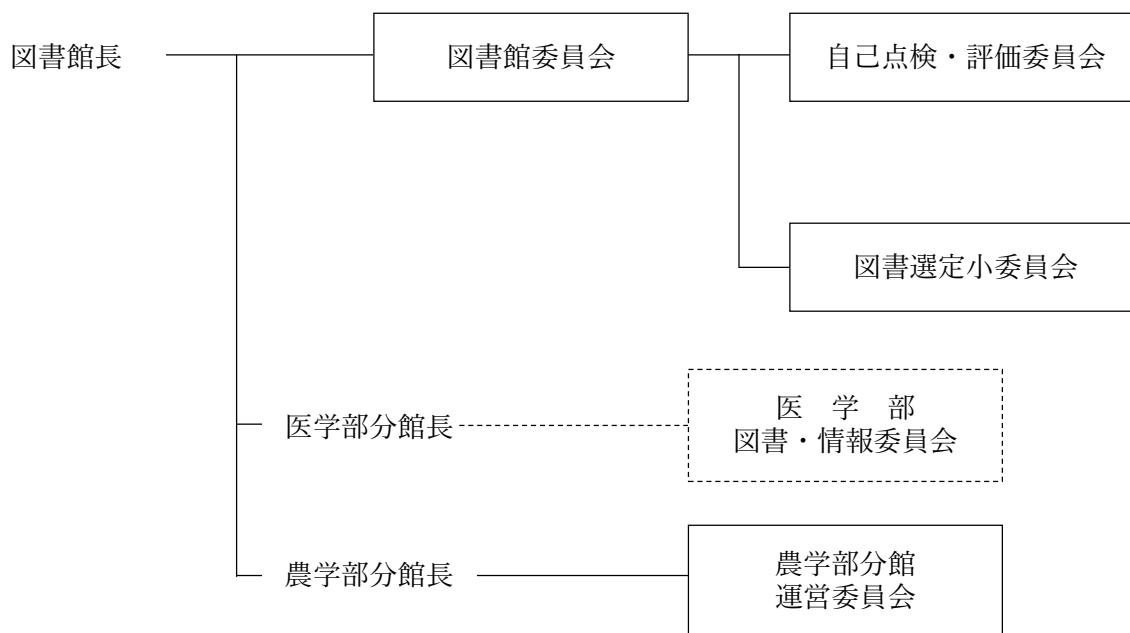 図書館長
図書館委員会
自己点検・評価委員会
図書選定小委員会
医学部分館長
医　学　部
図書・情報委員会
農学部分館長
農学部分館
運営委員会